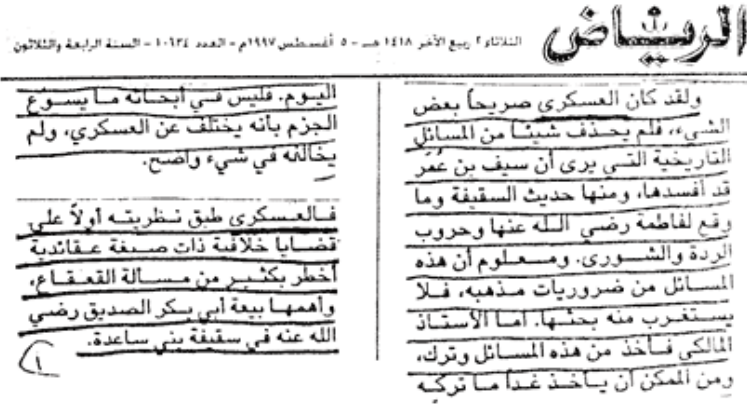 الرياض
الثلاثاء ٢ ربيع الآخر ١٤١٨ هـ - ٥ أغسطس ١٩٩٧م - العدد ١٠٦٣٤ - السنة الرابعة والثلاثون
ولقد كان العسكري صريحاً بعض
الشيء، فلم يحذف شيئاً من المسائل
التاريخية التي يرى أن سيف بن عُمَر
قد أفسدها، ومنها حديث السقيفة وما
وقع لفاطمة رضي الله عنها وحروب
الردة والشورى. ومعلوم أن هذه
المسائل من ضروريات مذهبه، فلا
يستغرب منه بحثها. أما الأستاذ
المالكي فأخذ من هذه المسائل وترك،
ومن الممكن أن يأخذ غداً ما تركه
اليوم. فليس في أبحاثه ما يسوّغ
الجزم بأنه يختلف عن العسكري، ولم
يخالفه في شيء واضح.
فالعسكري طبق نظريته أولاً على
قضايا خلافية ذات صبغة عقائدية
أخطر بكثير من مسالة القعقاع،
وأهمها بيعة أبي بكر الصديق رضي
الله عنه في سقيفة بني ساعدة.
١